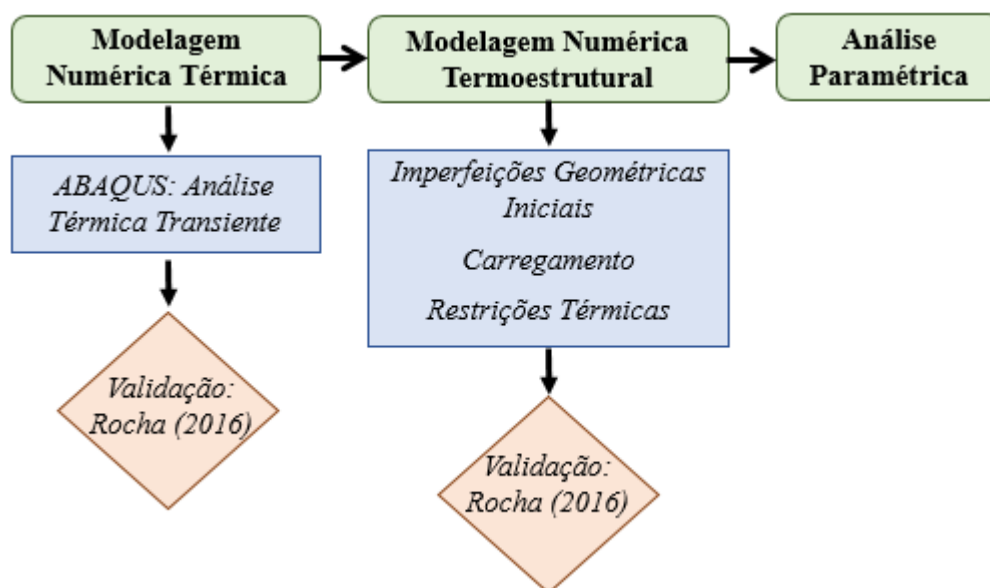 Modelagem
Numérica Térmica
Modelagem Numérica
Termoestrutural
Análise
Paramétrica
ABAQUS: Análise
Térmica Transiente
Imperfeições Geométricas
Iniciais
Carregamento
Restrições Térmicas
Validação:
Rocha (2016)
Validação:
Rocha (2016)